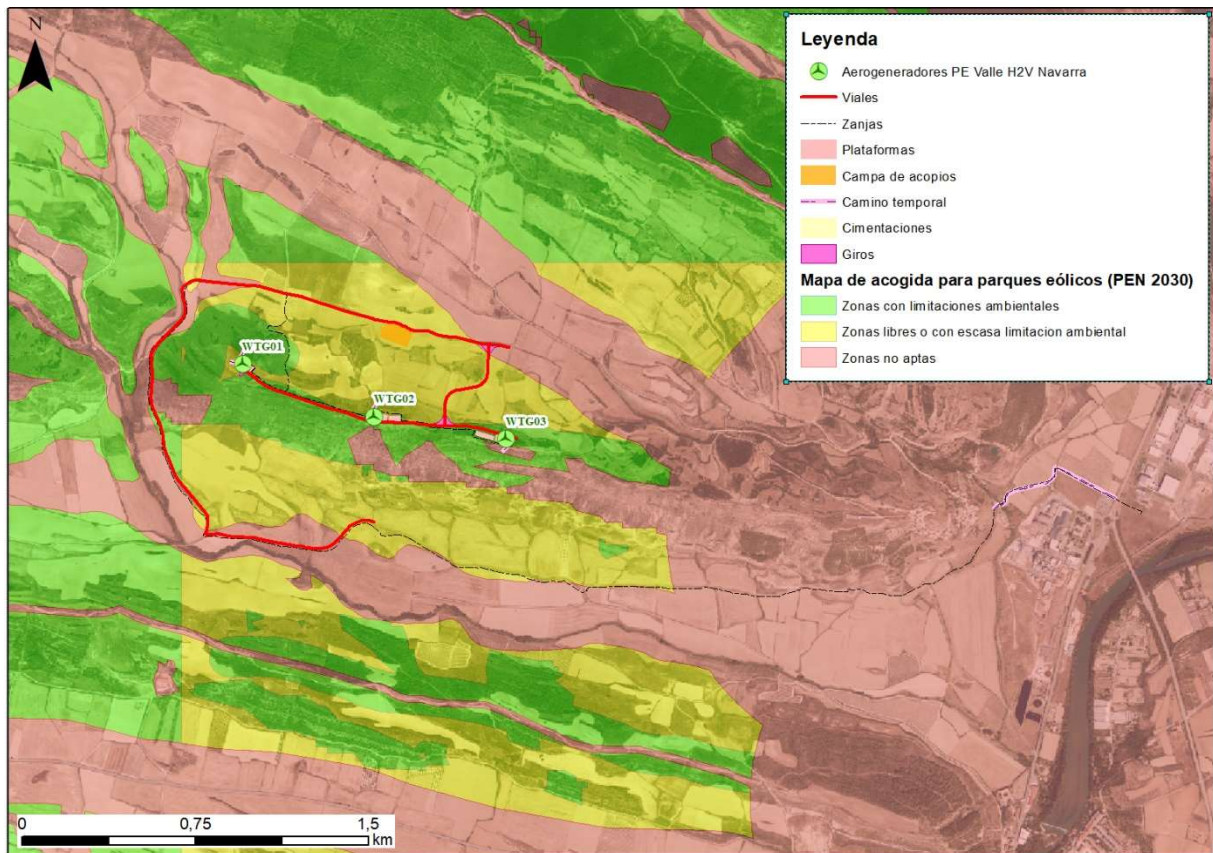 N
Leyenda
Aerogeneradores PE Valle H2V Navarra
Viales
Zanjas
Plataformas
Campa de acopios
Camino temporal
Cimentaciones
Giros
Mapa de acogida para parques eólicos (PEN 2030)
Zonas con limitaciones ambientales
Zonas libres o con escasa limitacion ambiental
Zonas no aptas
WTG01
WTG02
WTG03
0 0,75 1,5
km